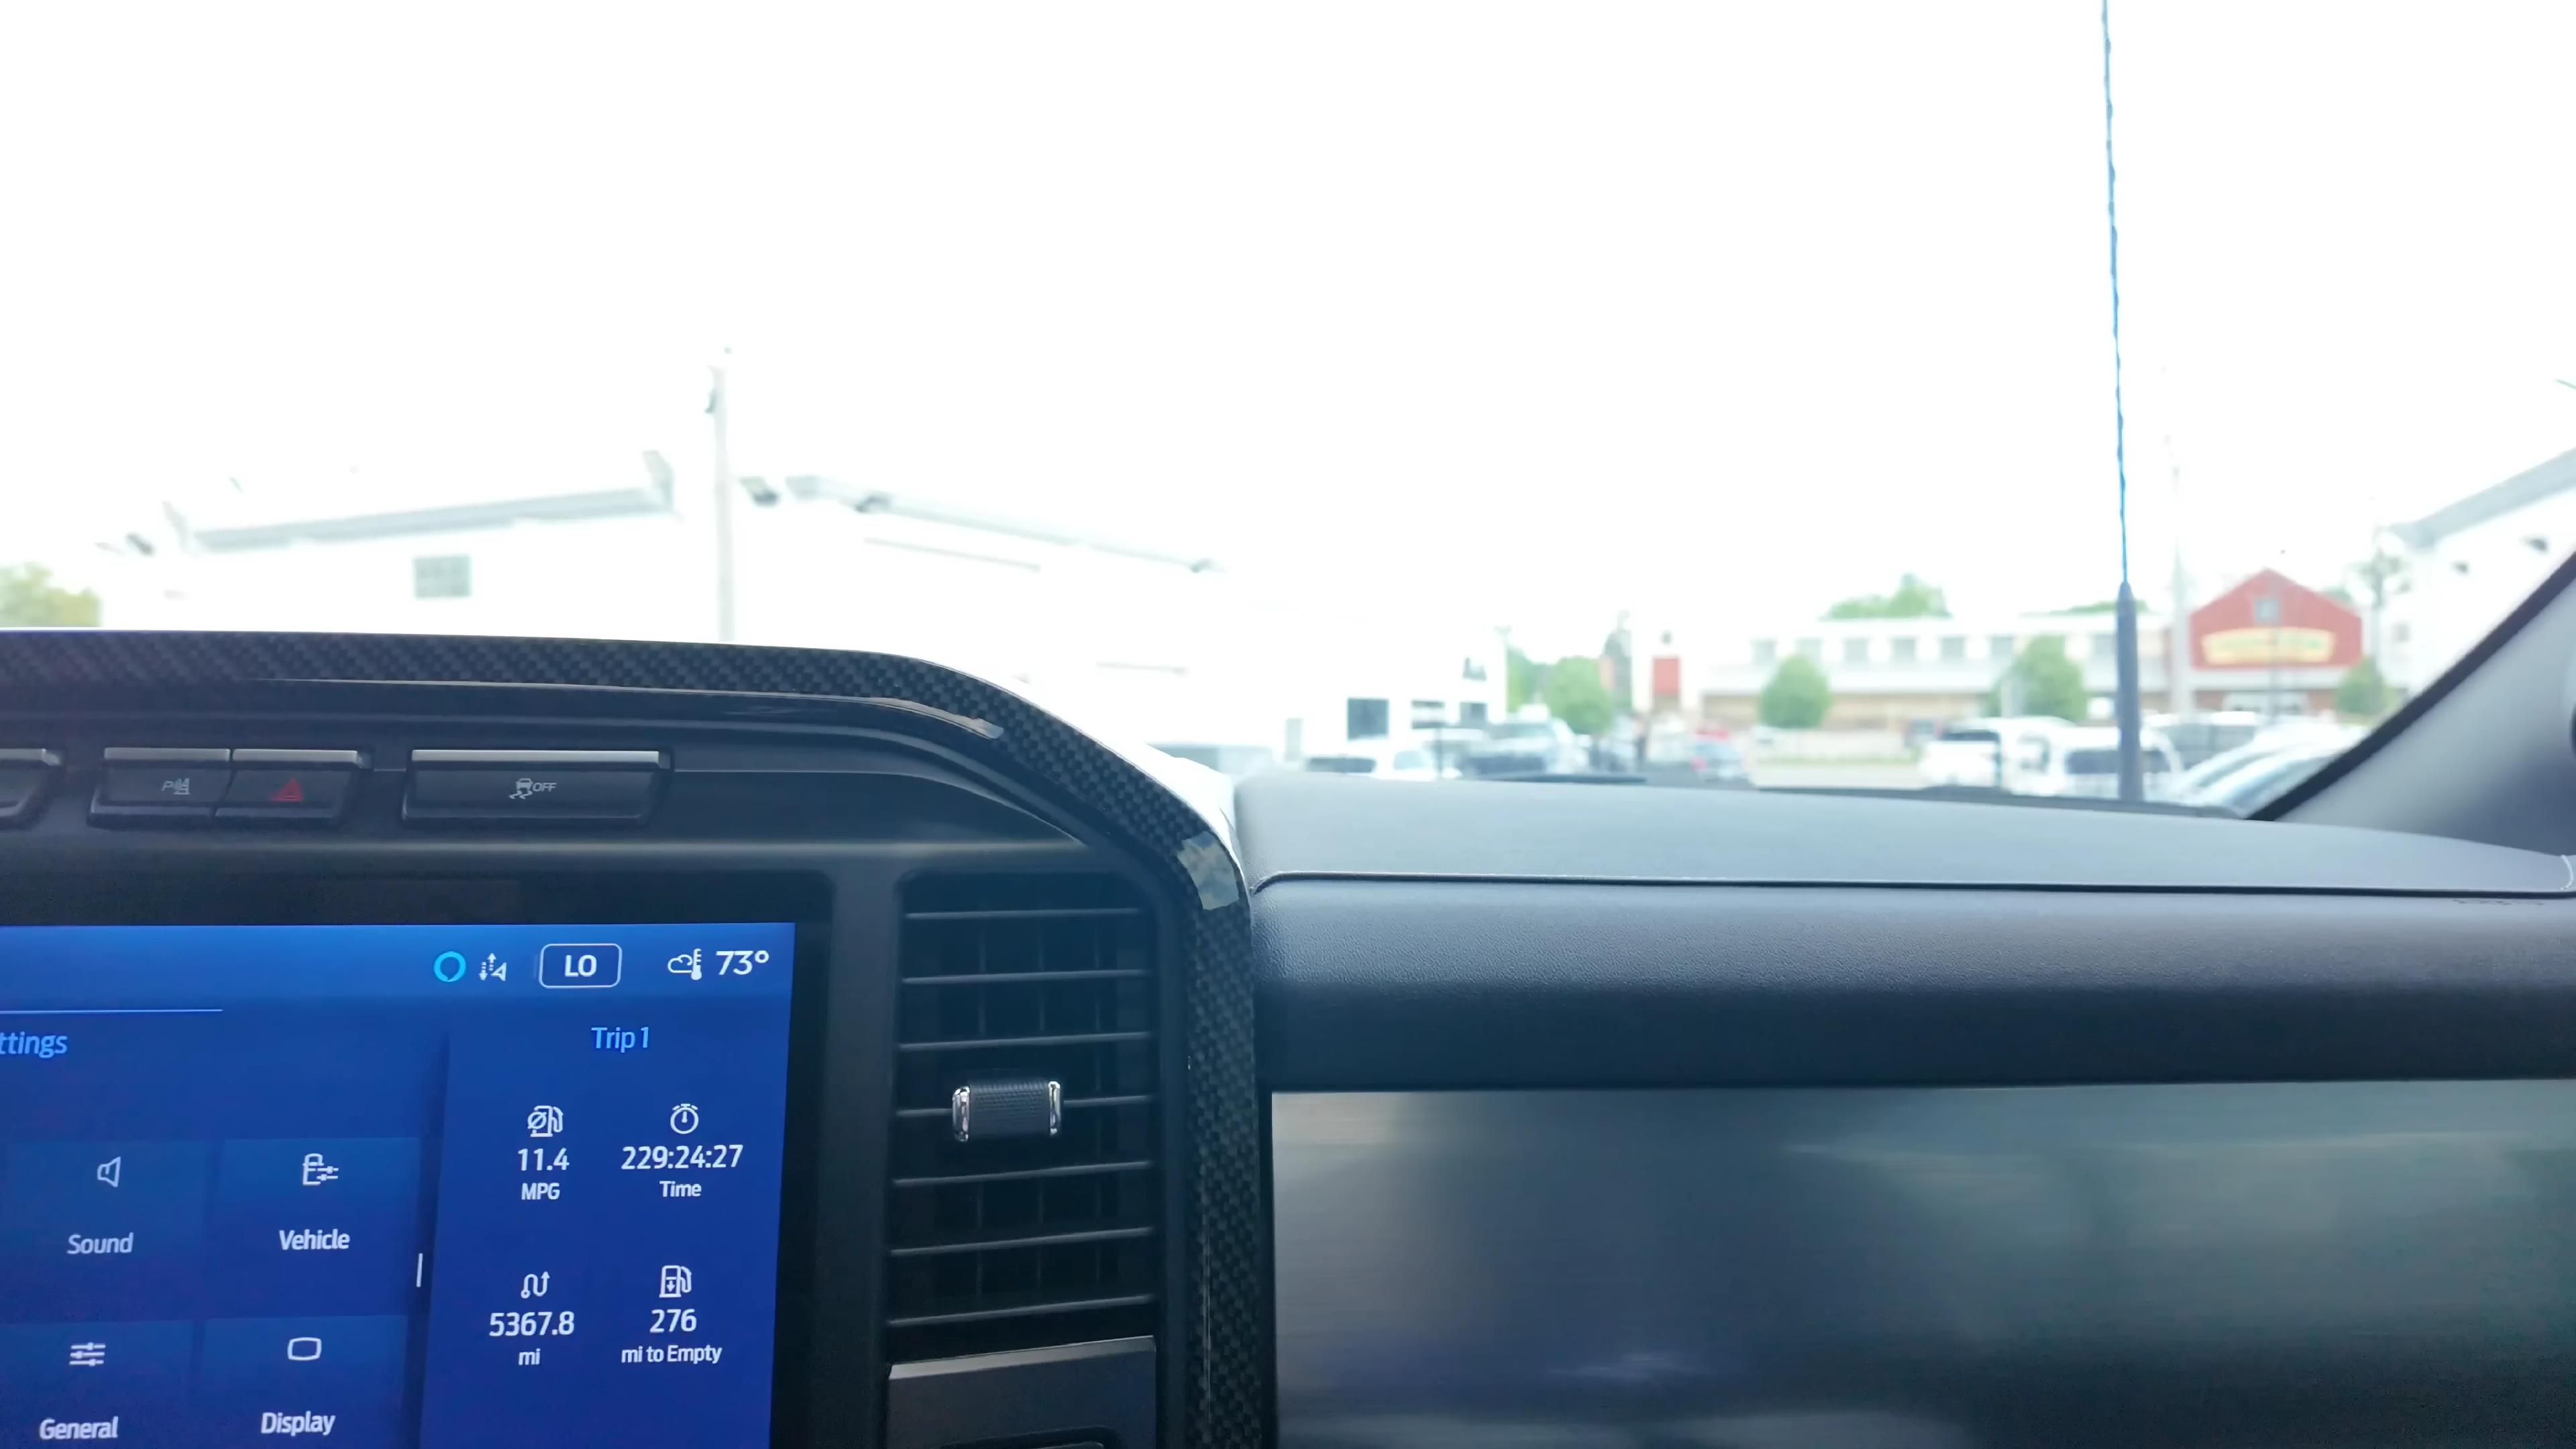 P
OFF
LO 73°
ttings
Trip 1
11.4
MPG
229:24:27
Time
Sound
Vehicle
5367.8
mi
276
mi to Empty
General
Display